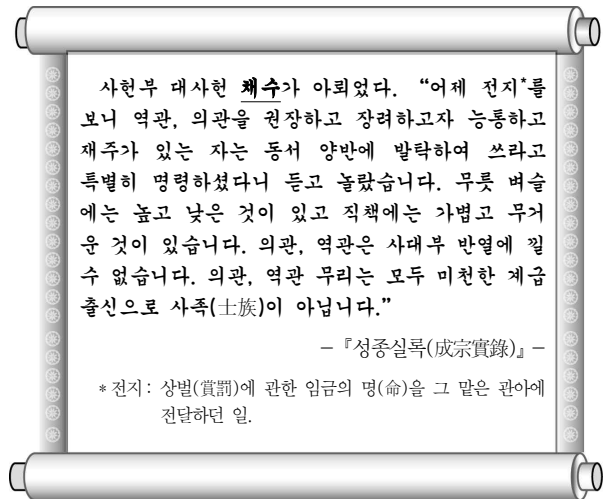 사헌부 대사헌 채수가 아뢰었다. “어제 전지*를
보니 역관, 의관을 권장하고 장려하고자 능통하고
재주가 있는 자는 동서 양반에 발탁하여 쓰라고
특별히 명령하셨다니 듣고 놀랐습니다. 무릇 벼슬
에는 높고 낮은 것이 있고 직책에는 가볍고 무거
운 것이 있습니다. 의관, 역관은 사대부 반열에 낄
수 없습니다. 의관, 역관 무리는 모두 미천한 계급
출신으로 사족(士族)이 아닙니다.”
－『성종실록(成宗實錄)』－
* 전지 : 상벌(賞罰)에 관한 임금의 명(命)을 그 맡은 관아에
전달하던 일.